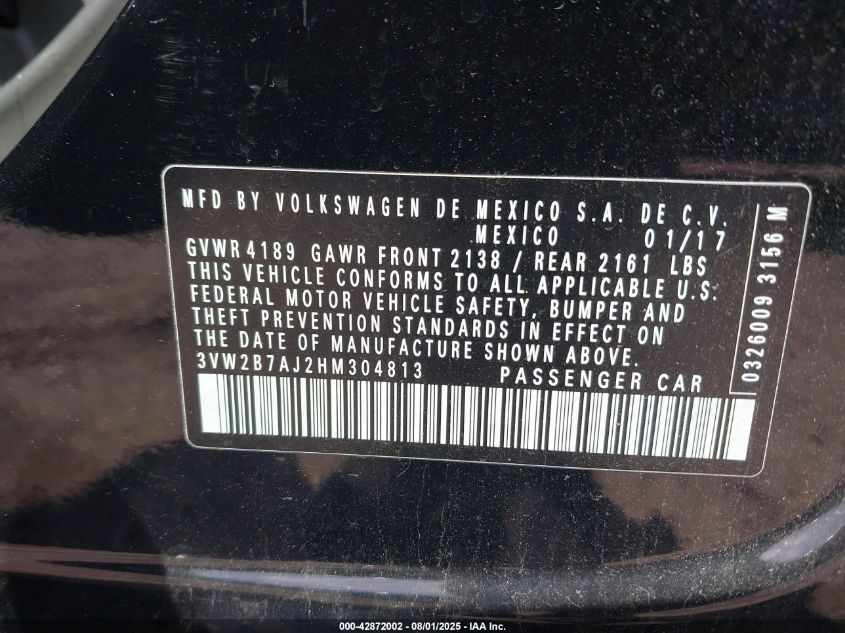 MFD BY VOLKSWAGEN DE MEXICO S.A. DE C.V.
MEXICO 01/17
GVWR 4189 GAWR FRONT 2138 / REAR 2161 LBS
THIS VEHICLE CONFORMS TO ALL APPLICABLE U.S.
FEDERAL MOTOR VEHICLE SAFETY, BUMPER AND
THEFT PREVENTION STANDARDS IN EFFECT ON
THE DATE OF MANUFACTURE SHOWN ABOVE.
3VW2B7AJ2HM304813 PASSENGER CAR
0326009 3156 M
000-42872002 - 08/01/2025 - IAA Inc.